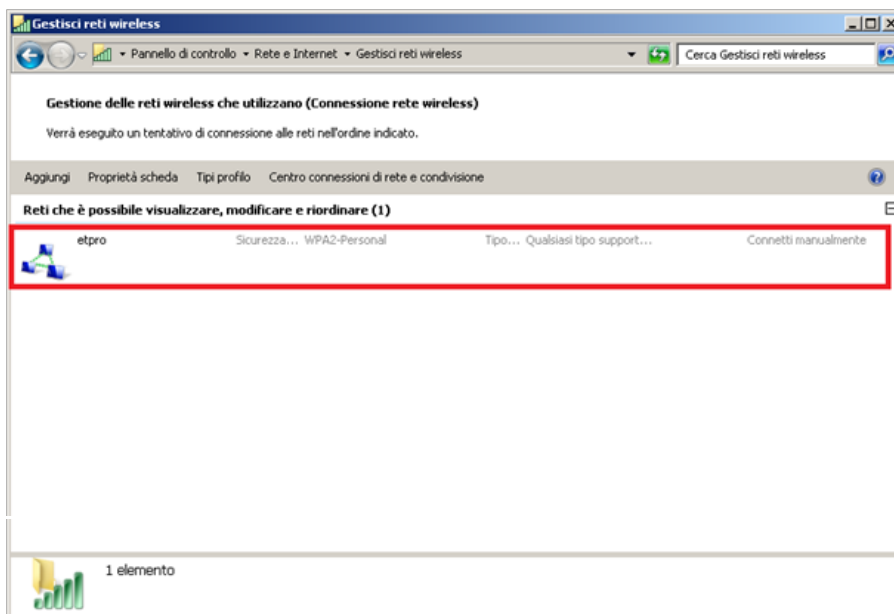 Gestisci reti wireless
Pannello di controllo Rete e Internet Gestisci reti wireless Cerca Gestisci reti wireless
Gestione delle reti wireless che utilizzano (Connessione rete wireless)
Verrà eseguito un tentativo di connessione alle reti nell'ordine indicato.
Aggiungi Proprietà scheda Tipi profilo Centro connessioni di rete e condivisione
Reti che è possibile visualizzare, modificare e riordinare (1)
etpro Sicurezza... WPA2-Personal Tipo... Qualsiasi tipo support... Connetti manualmente
1 elemento